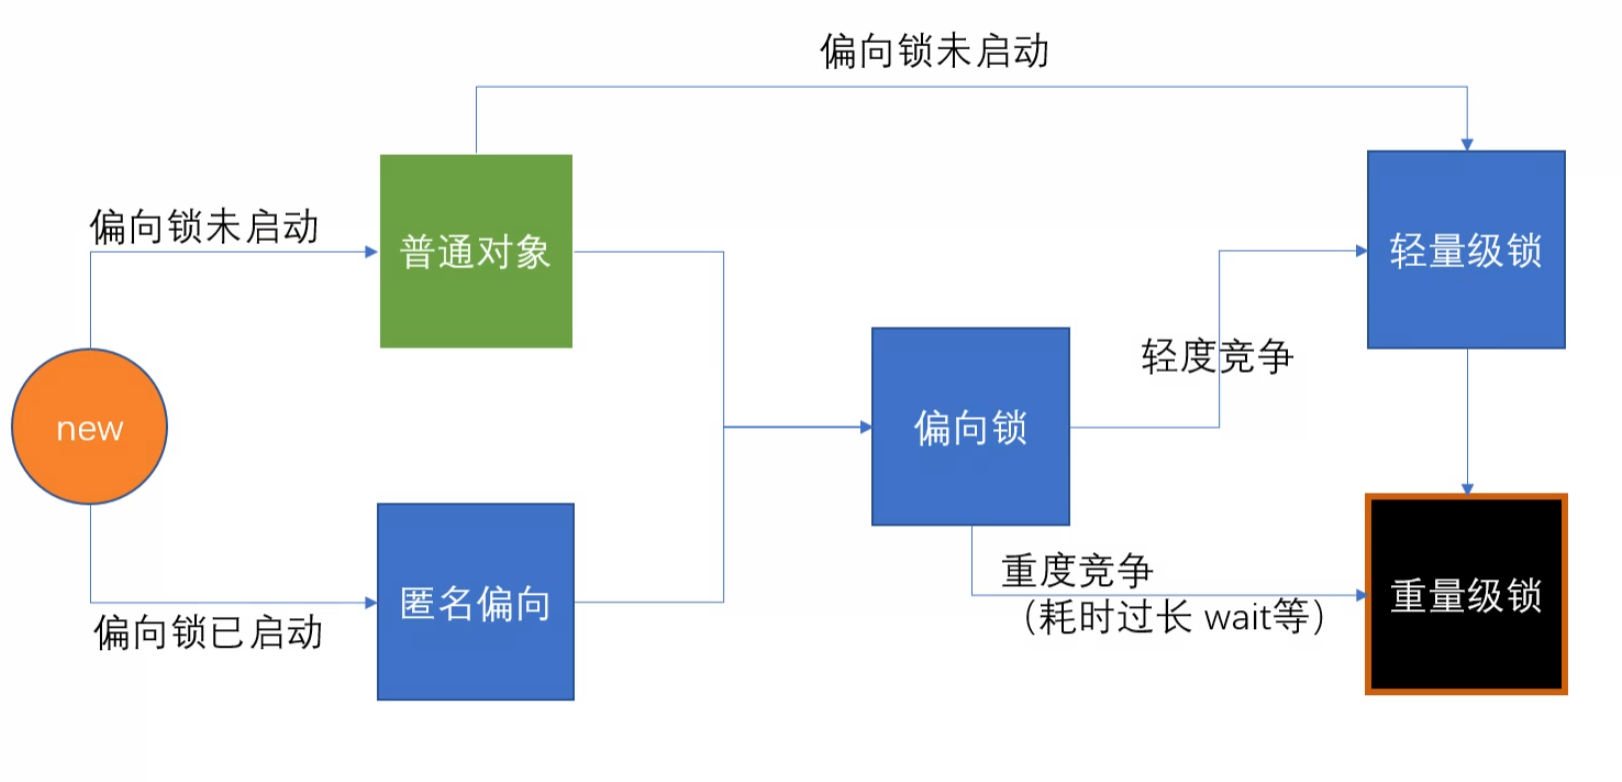 偏向锁未启动
偏向锁未启动
普通对象
轻量级锁
轻度竞争
new
偏向锁
重度竞争
（耗时过长 wait等）
匿名偏向
重量级锁
偏向锁已启动